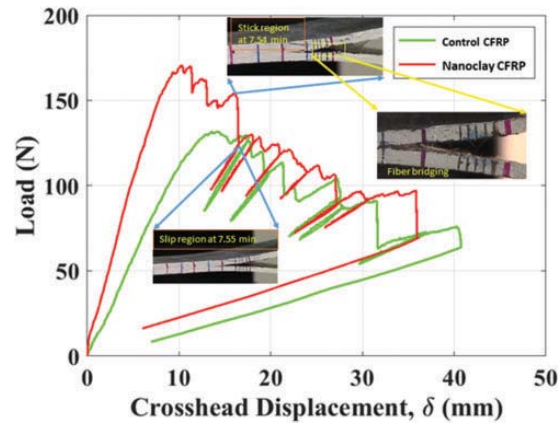 200
150
100
50
0
Load (N)
Stick region
at 7.54 min
Control CFRP
Nanoclay CFRP
Fiber bridging
Slip region at 7.55 min
0 10 20 30 40 50
Crosshead Displacement, δ (mm)